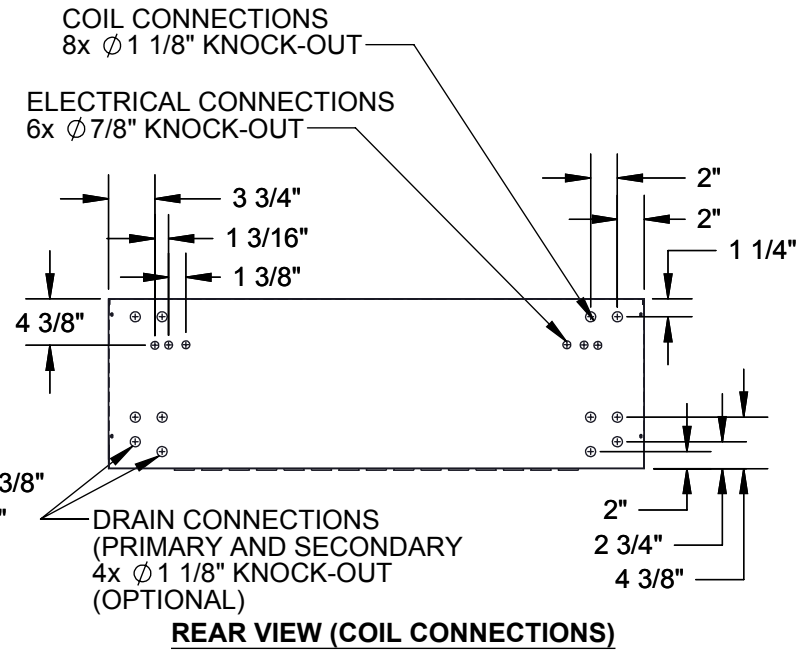 COIL CONNECTIONS
8x ∅1 1/8" KNOCK-OUT
ELECTRICAL CONNECTIONS
6x ∅7/8" KNOCK-OUT
3 3/4"
1 3/16"
1 3/8"
2"
2"
1 1/4"
4 3/8"
3/8"
"
2"
2 3/4"
4 3/8"
DRAIN CONNECTIONS
(PRIMARY AND SECONDARY
4x ∅1 1/8" KNOCK-OUT
(OPTIONAL)
REAR VIEW (COIL CONNECTIONS)